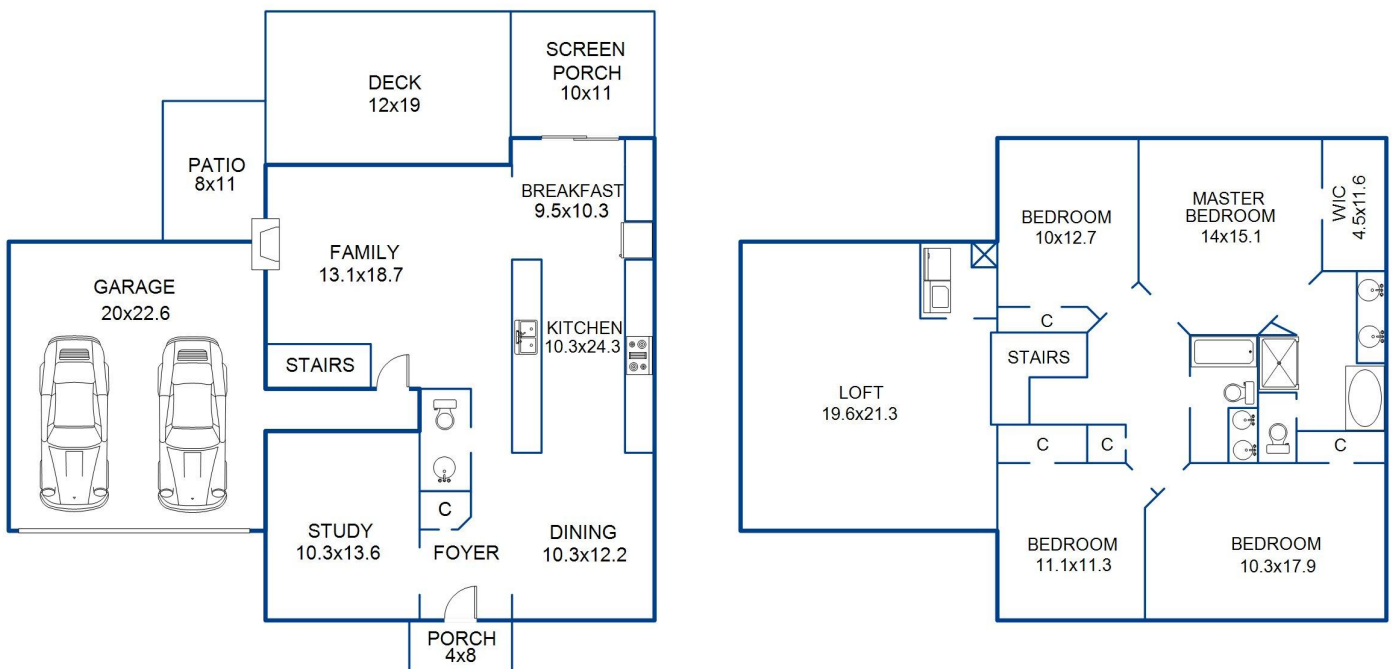 SCREEN
PORCH
10x11
DECK
12x19
PATIO
8x11
BREAKFAST
9.5x10.3
FAMILY
13.1x18.7
GARAGE
20x22.6
KITCHEN
10.3x24.3
STAIRS
C
STUDY
10.3x13.6
FOYER
DINING
10.3x12.2
PORCH
4x8
BEDROOM
10x12.7
MASTER
BEDROOM
14x15.1
WIC
4.5x11.6
C
STAIRS
LOFT
19.6x21.3
C
C
C
BEDROOM
11.1x11.3
BEDROOM
10.3x17.9